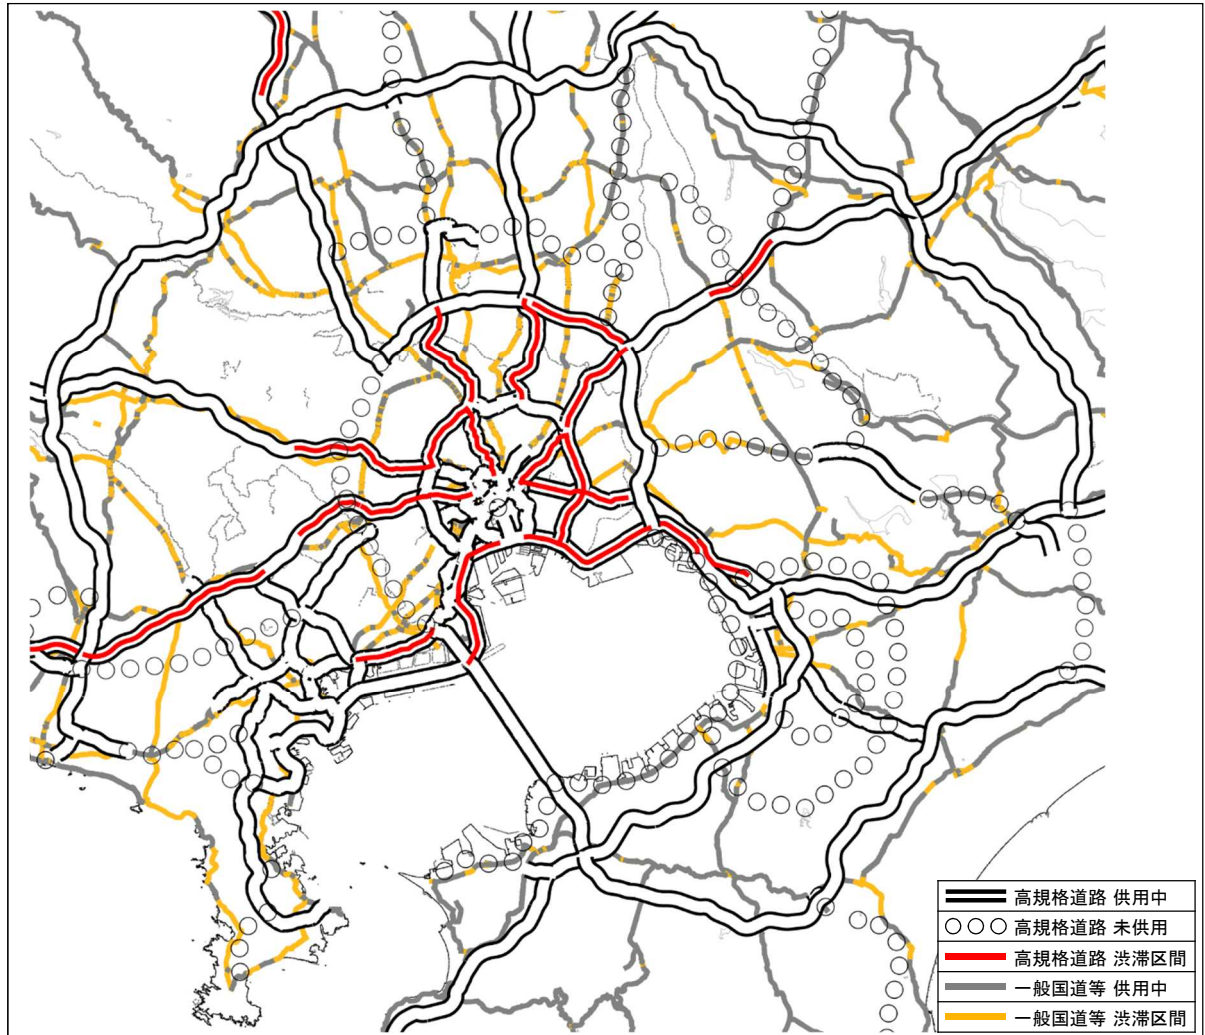 高規格道路 供用中
高規格道路 未供用
高規格道路 渋滞区間
一般国道等 供用中
一般国道等 渋滞区間